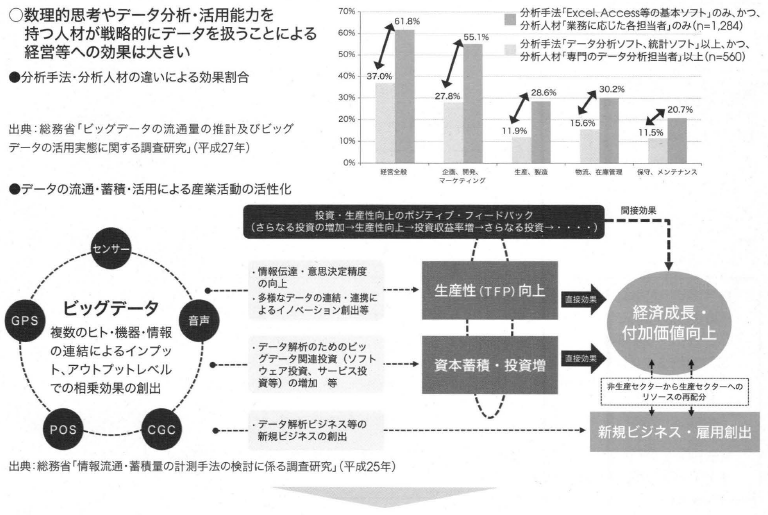 ○数理的思考やデータ分析・活用能力を
持つ人材が戦略的にデータを扱うことによる
経営等への効果は大きい
●分析手法・分析人材の違いによる効果割合
出典：総務省「ビッグデータの流通量の推計及びビッグ
データの活用実態に関する調査研究」（平成27年）
70%
60%
50%
40%
30%
20%
10%
0%
分析手法「Excel、Access等の基本ソフト」のみ、かつ、
分析人材「業務に応じた各担当者」のみ（n=1,284）
分析手法「データ分析ソフト、統計ソフト」以上、かつ、
分析人材「専門のデータ分析担当者」以上（n=560）
37.0%
61.8%
27.8%
55.1%
11.9%
28.6%
15.6%
30.2%
11.5%
20.7%
経営全般
企画、開発、
マーケティング
生産、製造
物流、在庫管理
保守、メンテナンス
●データの流通・蓄積・活用による産業活動の活性化
投資・生産性向上のポジティブ・フィードバック
（さらなる投資の増加→生産性向上→投資収益率増→さらなる投資→・・・・）
間接効果
センサー
GPS
音声
POS
CGC
ビッグデータ
複数のヒト・機器・情報
の連結によるインプッ
ト、アウトプットレベル
での相乗効果の創出
・情報伝達・意思決定精度
の向上
・多様なデータの連結・連携に
よるイノベーション創出等
生産性（TFP）向上
直接効果
・データ解析のためのビッ
グデータ関連投資（ソフト
ウェア投資、サービス投
資等）の増加　等
資本蓄積・投資増
直接効果
経済成長・
付加価値向上
非生産セクターから生産セクターへの
リソースの再配分
・データ解析ビジネス等の
新規ビジネスの創出
新規ビジネス・雇用創出
出典：総務省「情報流通・蓄積量の計測手法の検討に係る調査研究」（平成25年）